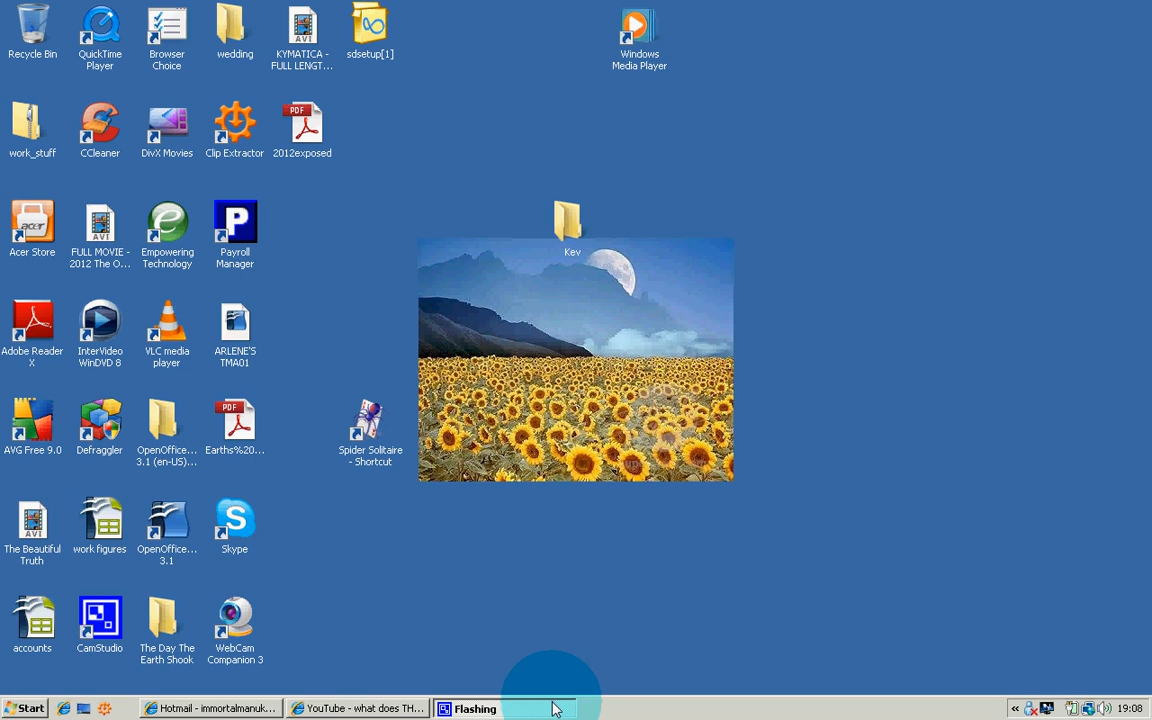 Recycle Bin
QuickTime
Player
Browser
Choice
wedding
KYMATICA -
FULL LENGT...
sdsetup[1]
Windows
Media Player
work_stuff
CCleaner
DivX Movies
Clip Extractor
PDF
2012exposed
Acer Store
FULL MOVIE -
2012 The O...
Empowering
Technology
Payroll
Manager
Kev
Adobe Reader
X
InterVideo
WinDVD 8
VLC media
player
ARLENE'S
TMA01
AVG Free 9.0
Defraggler
OpenOffice...
3.1 (en-US)...
PDF
Earths%20...
Spider Solitaire
- Shortcut
The Beautiful
Truth
work figures
OpenOffice...
3.1
Skype
accounts
CamStudio
The Day The
Earth Shook
WebCam
Companion 3
Start
Hotmail - immortalmanuk...
YouTube - what does TH...
Flashing
19:08